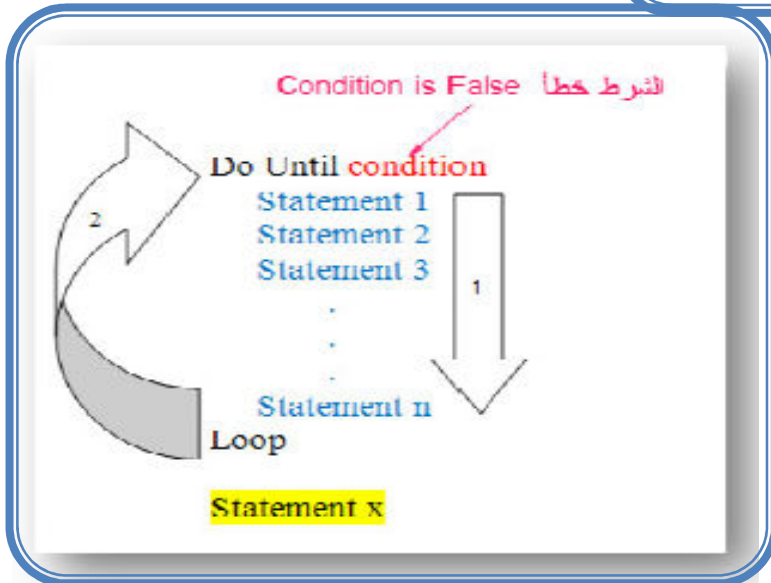 Condition is False الشرط خطأ
Do Until condition
Statement 1
Statement 2
Statement 3
.
.
.
Statement n
Loop
Statement x
2
1